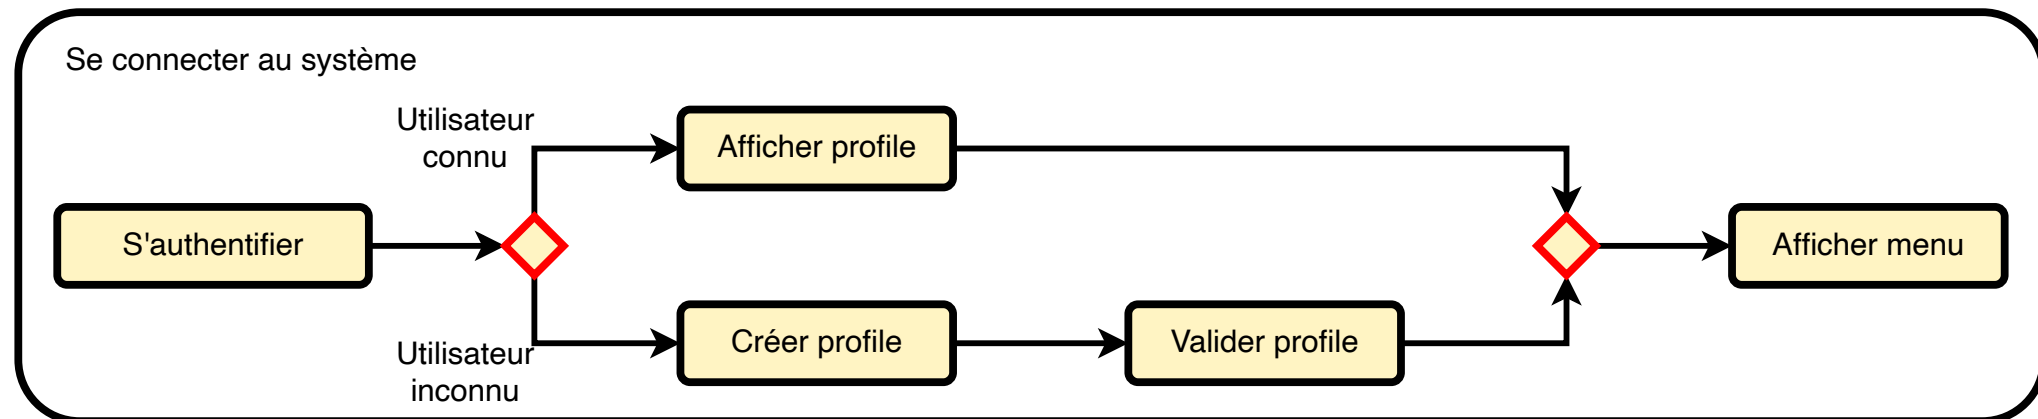 Se connecter au système
Utilisateur
connu
Afficher profile
S'authentifier
Afficher menu
Utilisateur
inconnu
Créer profile
Valider profile